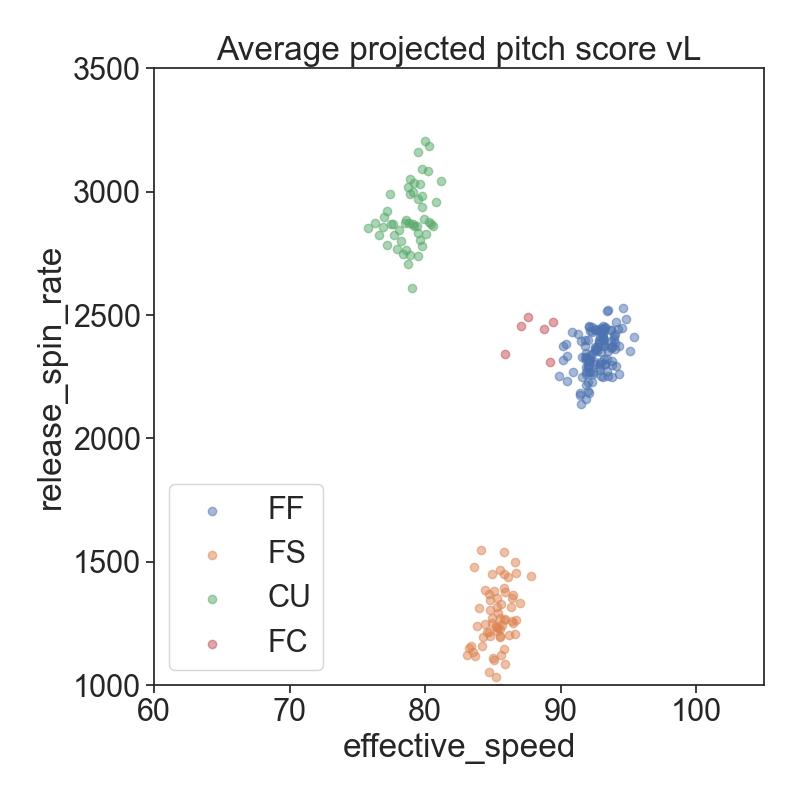 Average projected pitch score vL
3500
3000
2500
2000
1500
1000
release_spin_rate
FF
FS
CU
FC
60
70
80
90
100
effective_speed